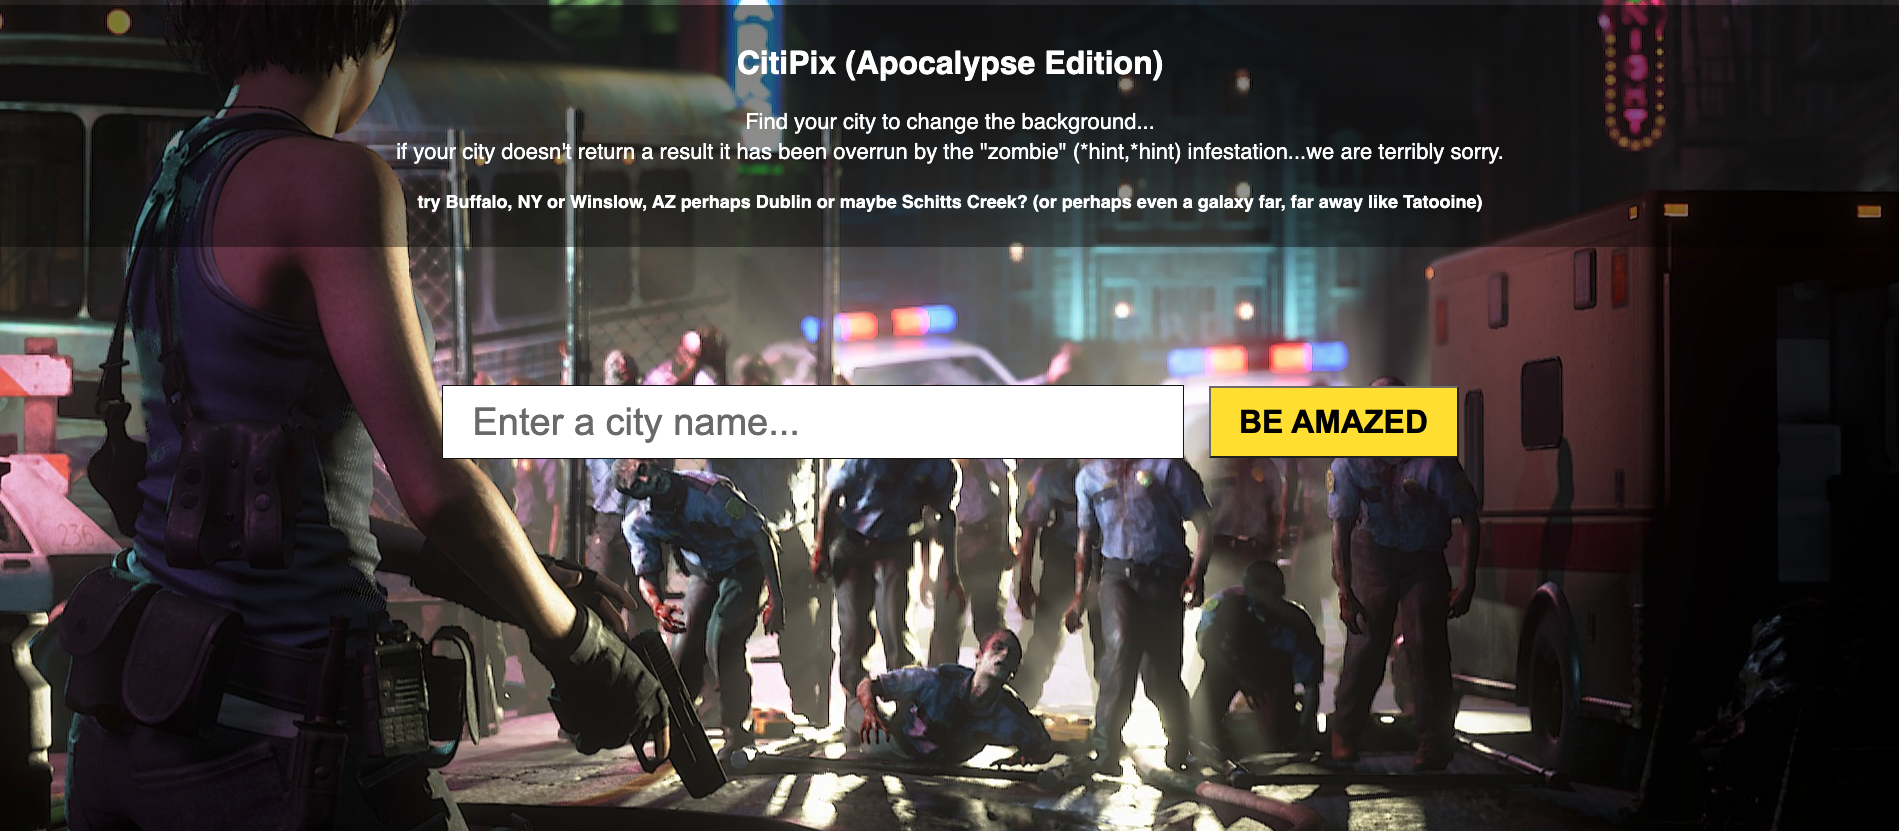 CitiPix (Apocalypse Edition)
Find your city to change the background...
if your city doesn't return a result it has been overrun by the "zombie" (*hint,*hint) infestation...we are terribly sorry.
try Buffalo, NY or Winslow, AZ perhaps Dublin or maybe Schitts Creek? (or perhaps even a galaxy far, far away like Tatooine)
Enter a city name...
BE AMAZED
236